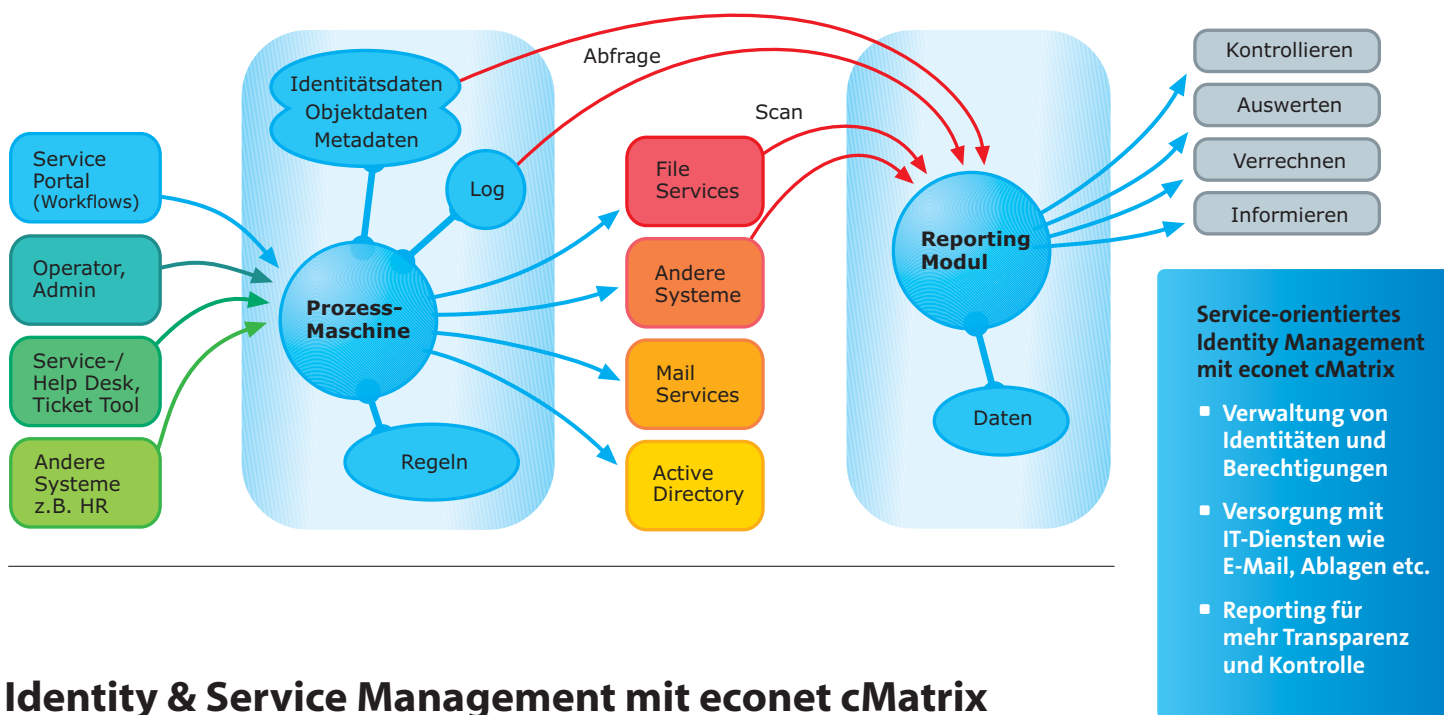 Service
Portal
(Workflows)
Operator,
Admin
Service-/
Help Desk,
Ticket Tool
Andere
Systeme
z.B. HR
Identitätsdaten
Objektdaten
Metadaten
Log
Prozess-
Maschine
Regeln
Abfrage
Scan
File
Services
Andere
Systeme
Mail
Services
Active
Directory
Reporting
Modul
Daten
Kontrollieren
Auswerten
Verrechnen
Informieren
Service-orientiertes
Identity Management
mit econet cMatrix
▪ Verwaltung von
Identitäten und
Berechtigungen
▪ Versorgung mit
IT-Diensten wie
E-Mail, Ablagen etc.
▪ Reporting für
mehr Transparenz
und Kontrolle
Identity & Service Management mit econet cMatrix